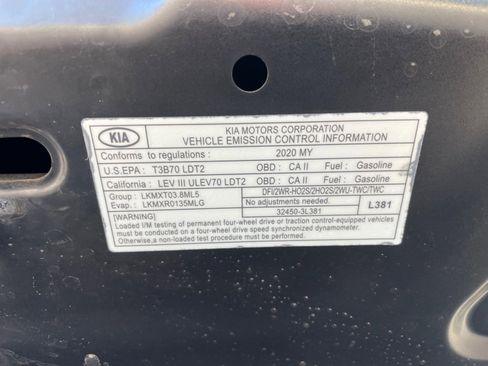 KIA
KIA MOTORS CORPORATION
VEHICLE EMISSION CONTROL INFORMATION
Conforms to regulations : 2020 MY
U.S.EPA : T3B70 LDT2 OBD : CA II Fuel : Gasoline
California : LEV III ULEV70 LDT2 OBD : CA II Fuel : Gasoline
Group : LKMXT03.8ML5 DFI/2WR-HO2S/2HO2S/2WU-TWC/TWC
Evap. : LKMXR0135MLG No adjustments needed. L381
32450-3L381
[WARNING]
Loaded I/M testing of permanent four-wheel drive or traction control-equipped vehicles
must be conducted on a four-wheel drive speed synchronized dynamometer.
Otherwise,a non-loaded test procedure must be utilized.